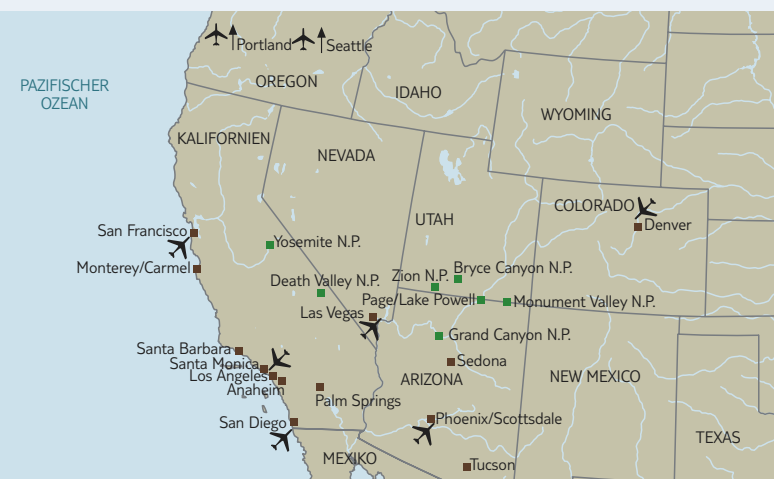 Portland
Seattle
PAZIFISCHER
OZEAN
OREGON
IDAHO
WYOMING
KALIFORNIEN
NEVADA
COLORADO
UTAH
Denver
San Francisco
Yosemite N.P.
Monterey/Carmel
Bryce Canyon N.P.
Zion N.P.
Death Valley N.P.
Page/Lake Powell
Monument Valley N.P.
Las Vegas
Grand Canyon N.P.
Santa Barbara
Sedona
Santa Monica
Los Angeles
ARIZONA
NEW MEXICO
Anaheim
Palm Springs
San Diego
Phoenix/Scottsdale
TEXAS
MEXIKO
Tucson